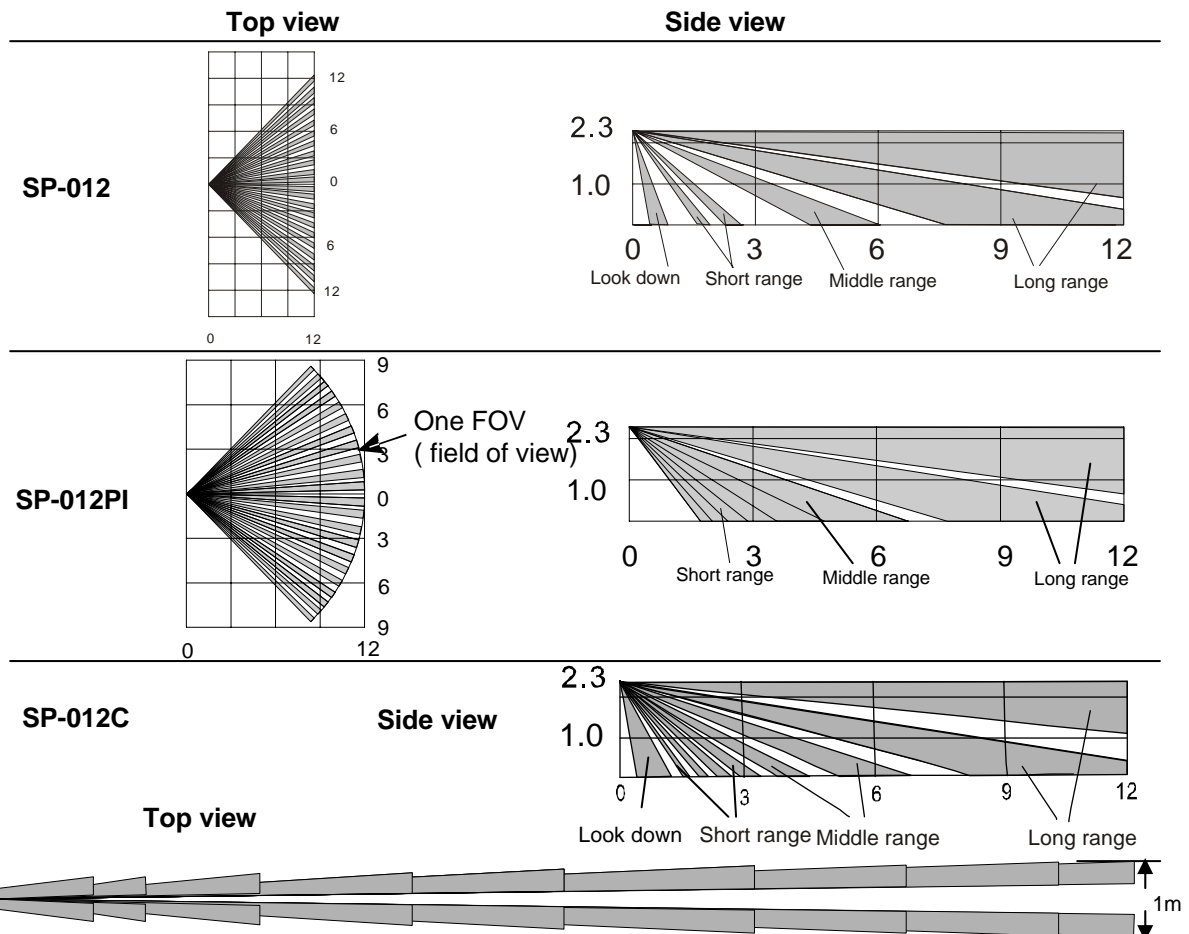 Top view
Side view
SP-012
12
6
0
6
12
0 12
2.3
1.0
0 3 6 9 12
Look down Short range Middle range Long range
SP-012PI
9
6
3
0
3
6
9
0 12
One FOV
( field of view)
2.3
1.0
0 3 6 9 12
Short range Middle range Long range
SP-012C
Side view
2.3
1.0
0 3 6 9 12
Look down Short range Middle range Long range
Top view
1m